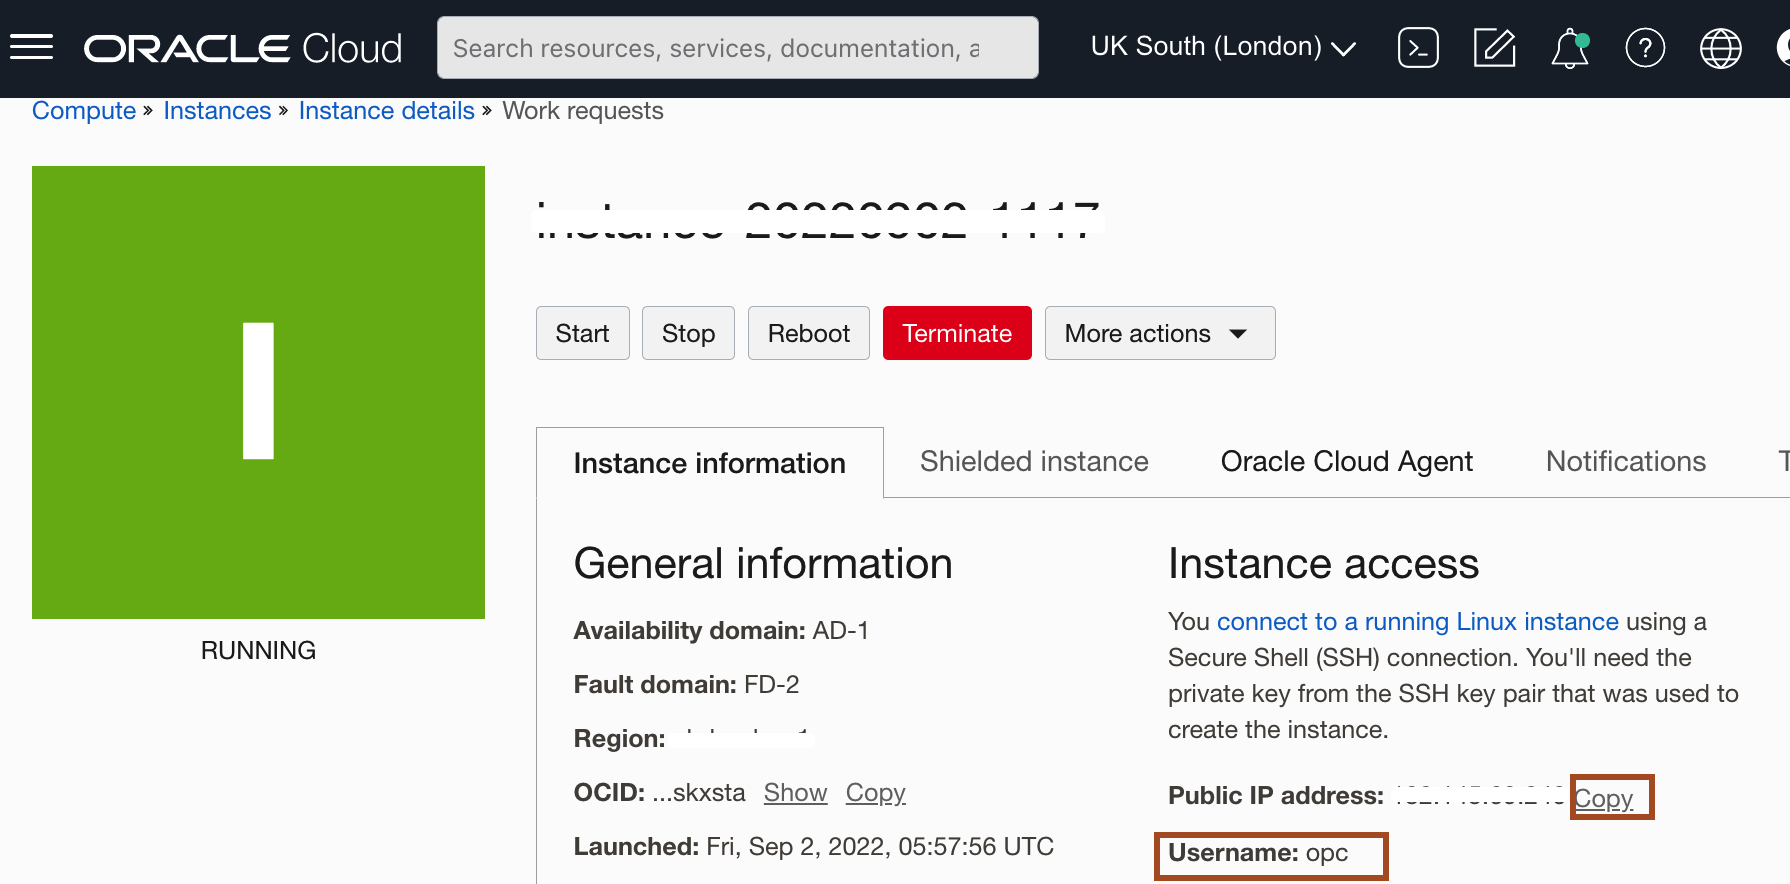 ORACLE Cloud
Search resources, services, documentation, a
UK South (London)
Compute » Instances » Instance details » Work requests
I
RUNNING
Start Stop Reboot Terminate More actions
Instance information Shielded instance Oracle Cloud Agent Notifications T
General information
Availability domain: AD-1
Fault domain: FD-2
Region:
OCID: ...skxsta Show Copy
Launched: Fri, Sep 2, 2022, 05:57:56 UTC
Instance access
You connect to a running Linux instance using a
Secure Shell (SSH) connection. You'll need the
private key from the SSH key pair that was used to
create the instance.
Public IP address: Copy
Username: opc